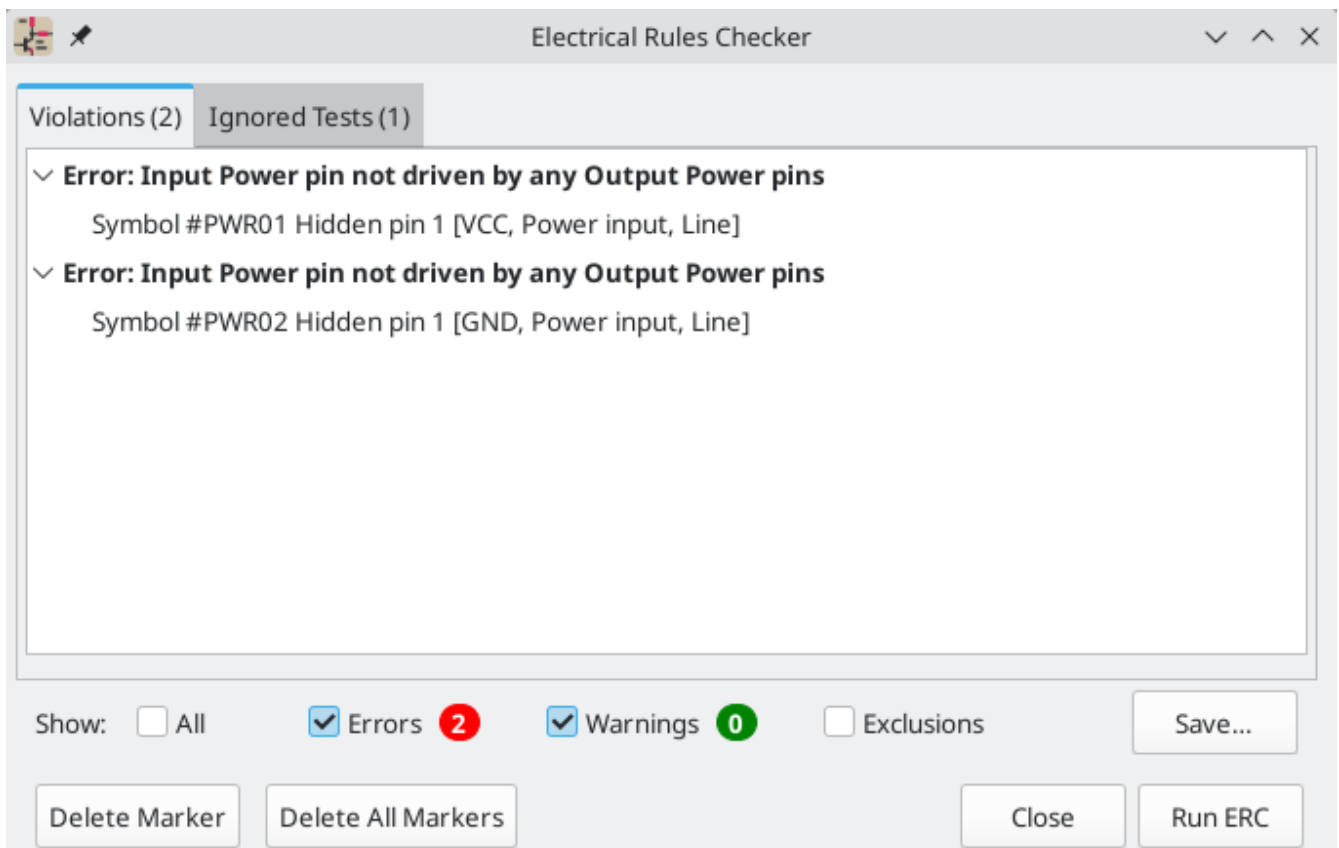 Electrical Rules Checker
Violations (2) Ignored Tests (1)
Error: Input Power pin not driven by any Output Power pins
Symbol #PWR01 Hidden pin 1 [VCC, Power input, Line]
Error: Input Power pin not driven by any Output Power pins
Symbol #PWR02 Hidden pin 1 [GND, Power input, Line]
Show: All Errors 2 Warnings 0 Exclusions Save...
Delete Marker Delete All Markers Close Run ERC